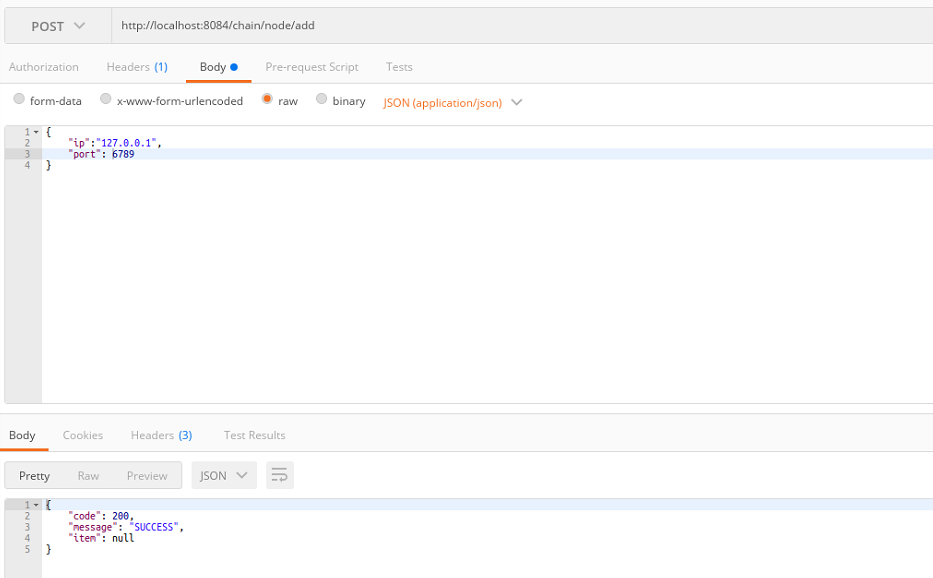 POST http://localhost:8084/chain/node/add
Authorization Headers (1) Body Pre-request Script Tests
form-data x-www-form-urlencoded raw binary JSON (application/json)
1 {
2 "ip":"127.0.0.1",
3 "port": 6789
4 }
Body Cookies Headers (3) Test Results
Pretty Raw Preview JSON
1 {
2 "code": 200,
3 "message": "SUCCESS",
4 "item": null
5 }